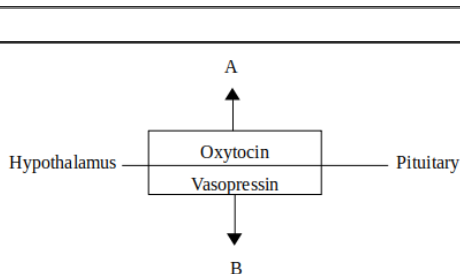 A
Oxytocin
Hypothalamus
Pituitary
Vasopressin
B